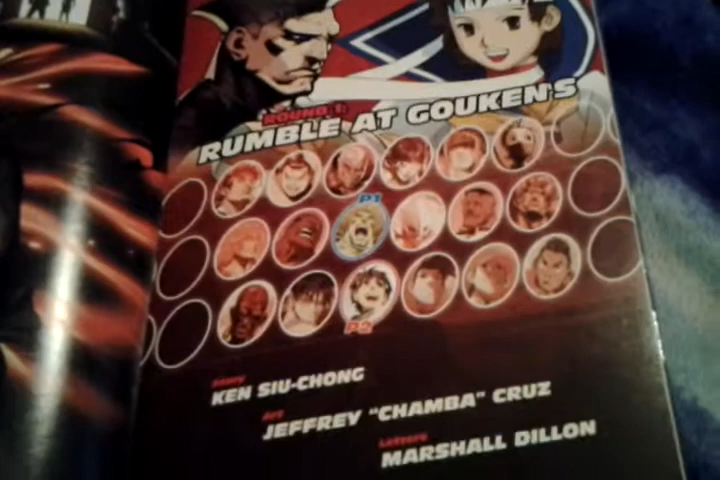 ROUND 1:
RUMBLE AT GOUKEN'S
P1
P2
Story
KEN SIU-CHONG
Art
JEFFREY "CHAMBA" CRUZ
Letters
MARSHALL DILLON